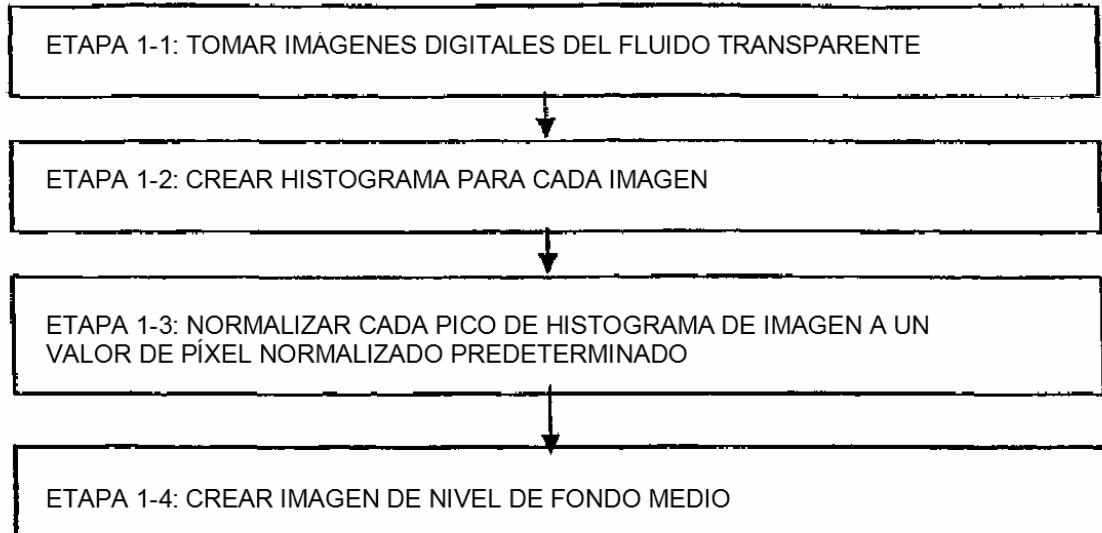 ETAPA 1-1: TOMAR IMÁGENES DIGITALES DEL FLUIDO TRANSPARENTE
ETAPA 1-2: CREAR HISTOGRAMA PARA CADA IMAGEN
ETAPA 1-3: NORMALIZAR CADA PICO DE HISTOGRAMA DE IMAGEN A UN
VALOR DE PÍXEL NORMALIZADO PREDETERMINADO
ETAPA 1-4: CREAR IMAGEN DE NIVEL DE FONDO MEDIO